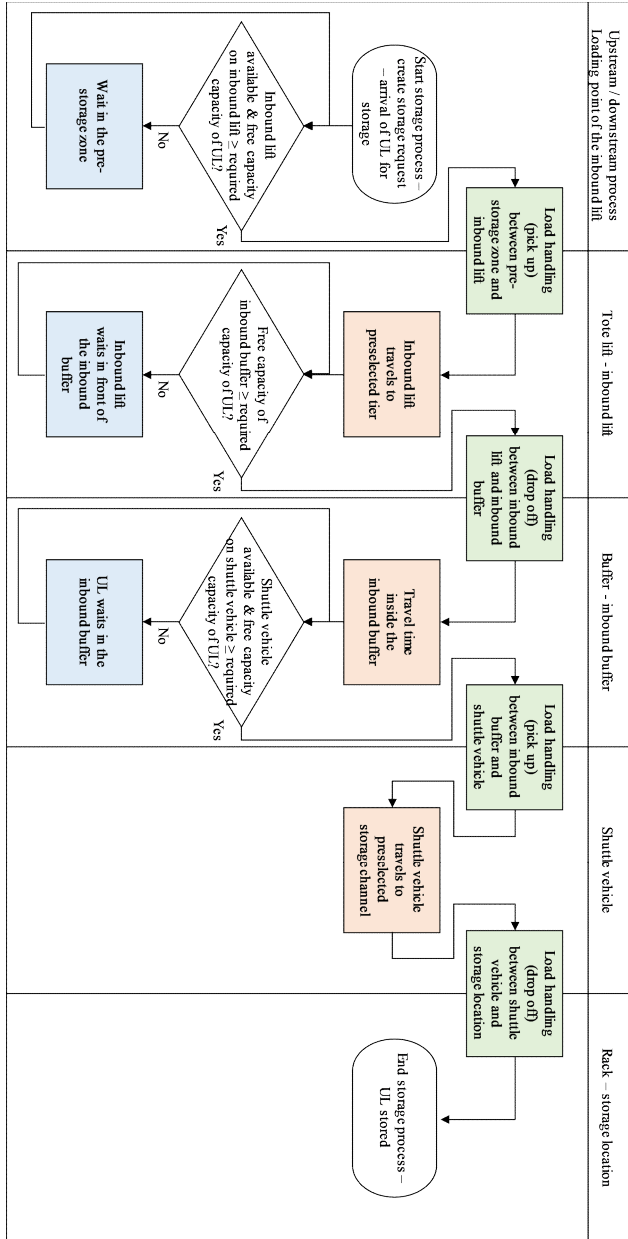 Upstream / downstream process
Loading point of the inbound lift
Tote lift - inbound lift
Buffer - inbound buffer
Shuttle vehicle
Rack – storage location
Load handling
(pick up)
between pre-
storage zone and
inbound lift
Load handling
(drop off)
between inbound
lift and inbound
buffer
Load handling
(pick up)
between inbound
buffer and
shuttle vehicle
Load handling
(drop off)
between shuttle
vehicle and
storage location
Start storage process –
create storage request
– arrival of UL for
storage
Inbound lift
travels to
preselected tier
Travel time
inside the
inbound buffer
Shuttle vehicle
travels to
preselected
storage channel
End storage process –
UL stored
Inbound lift
available & free capacity
on inbound lift ≥ required
capacity of UL?
Yes
Free capacity of
inbound buffer ≥ required
capacity of UL?
Yes
Shuttle vehicle
available & free capacity
on shuttle vehicle ≥ required
capacity of UL?
Yes
No
No
No
Wait in the pre-
storage zone
Inbound lift
waits in front of
the inbound
buffer
UL waits in the
inbound buffer